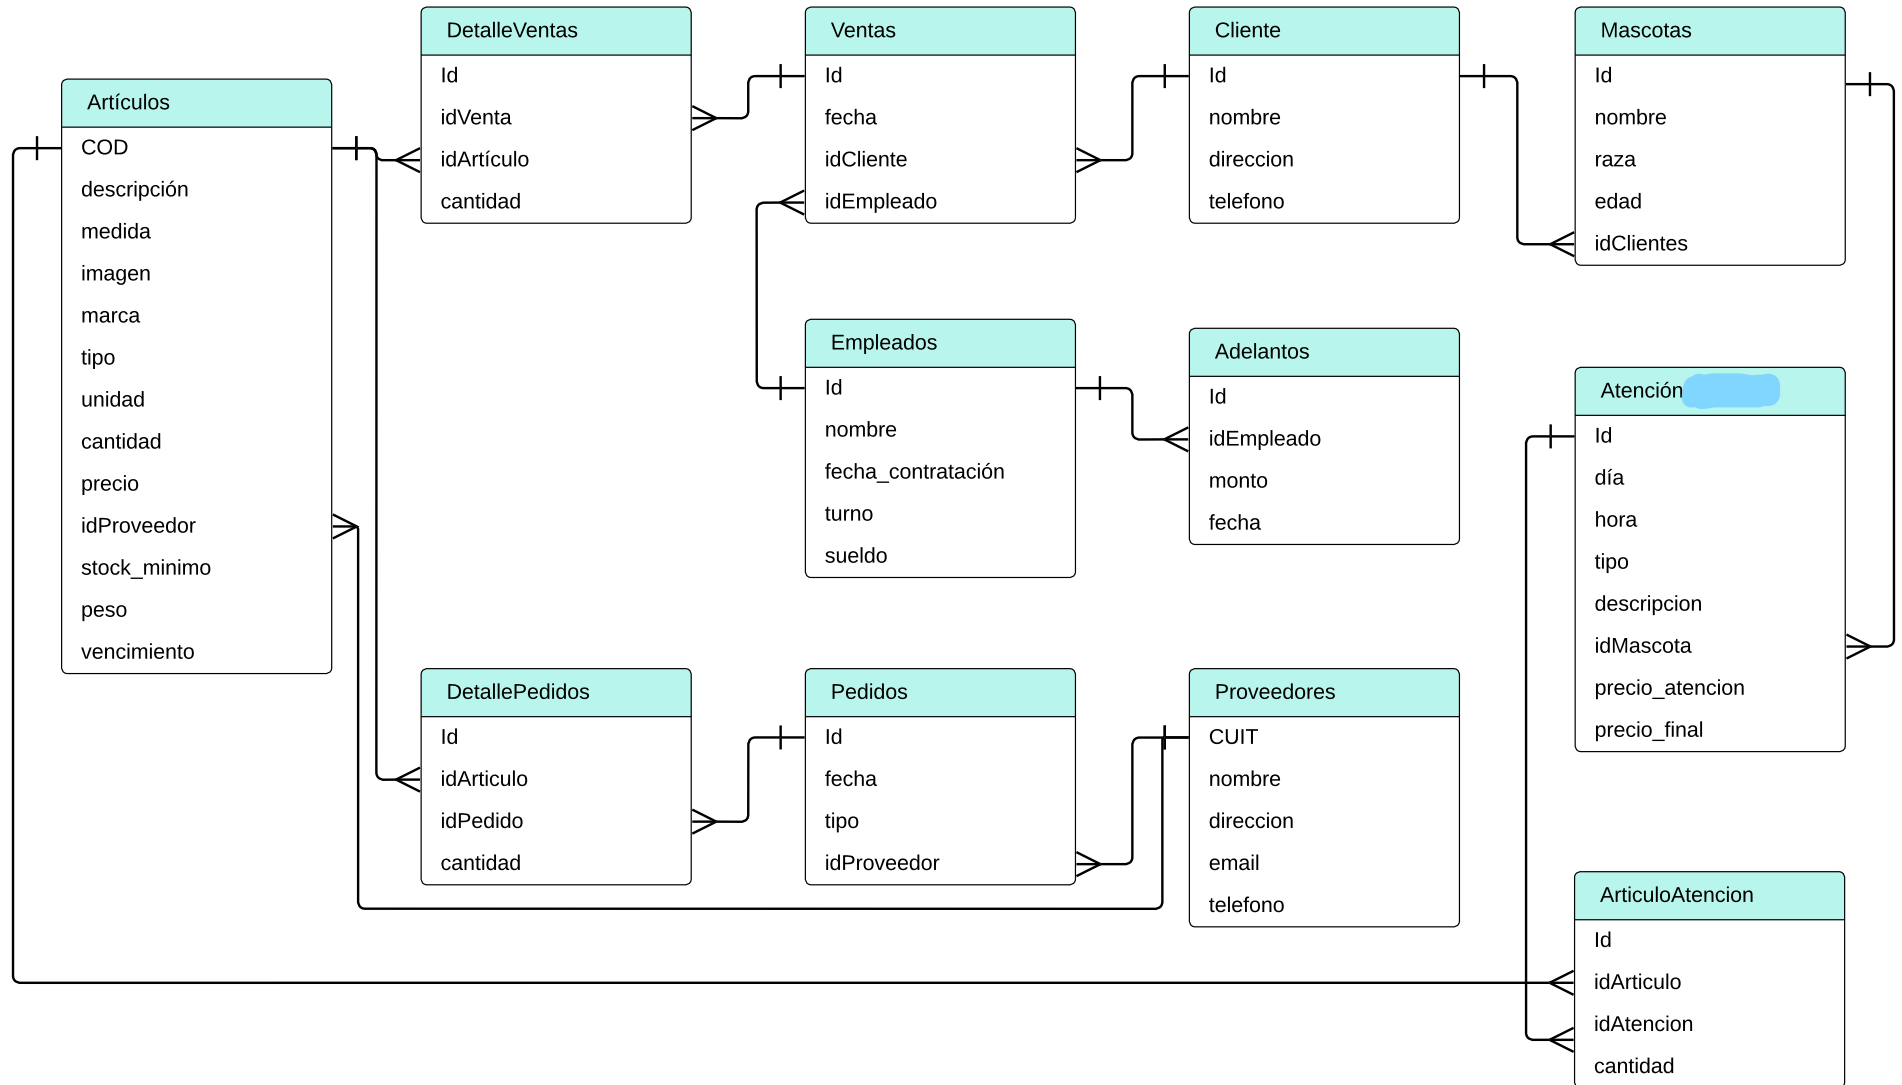 Artículos
COD
descripción
medida
imagen
marca
tipo
unidad
cantidad
precio
idProveedor
stock_minimo
peso
vencimiento
DetalleVentas
Id
idVenta
idArtículo
cantidad
Ventas
Id
fecha
idCliente
idEmpleado
Cliente
Id
nombre
direccion
telefono
Mascotas
Id
nombre
raza
edad
idClientes
Empleados
Id
nombre
fecha_contratación
turno
sueldo
Adelantos
Id
idEmpleado
monto
fecha
Atención
Id
día
hora
tipo
descripcion
idMascota
precio_atencion
precio_final
DetallePedidos
Id
idArticulo
idPedido
cantidad
Pedidos
Id
fecha
tipo
idProveedor
Proveedores
CUIT
nombre
direccion
email
telefono
ArticuloAtencion
Id
idArticulo
idAtencion
cantidad